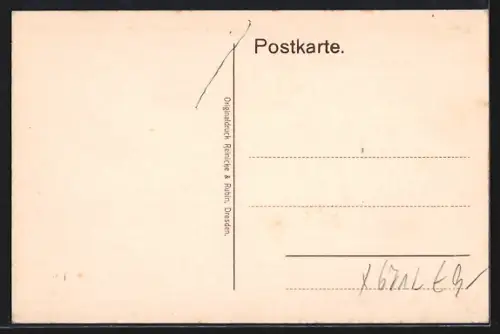 Postkarte.
Originaldruck Reinicke & Rubin, Dresden.